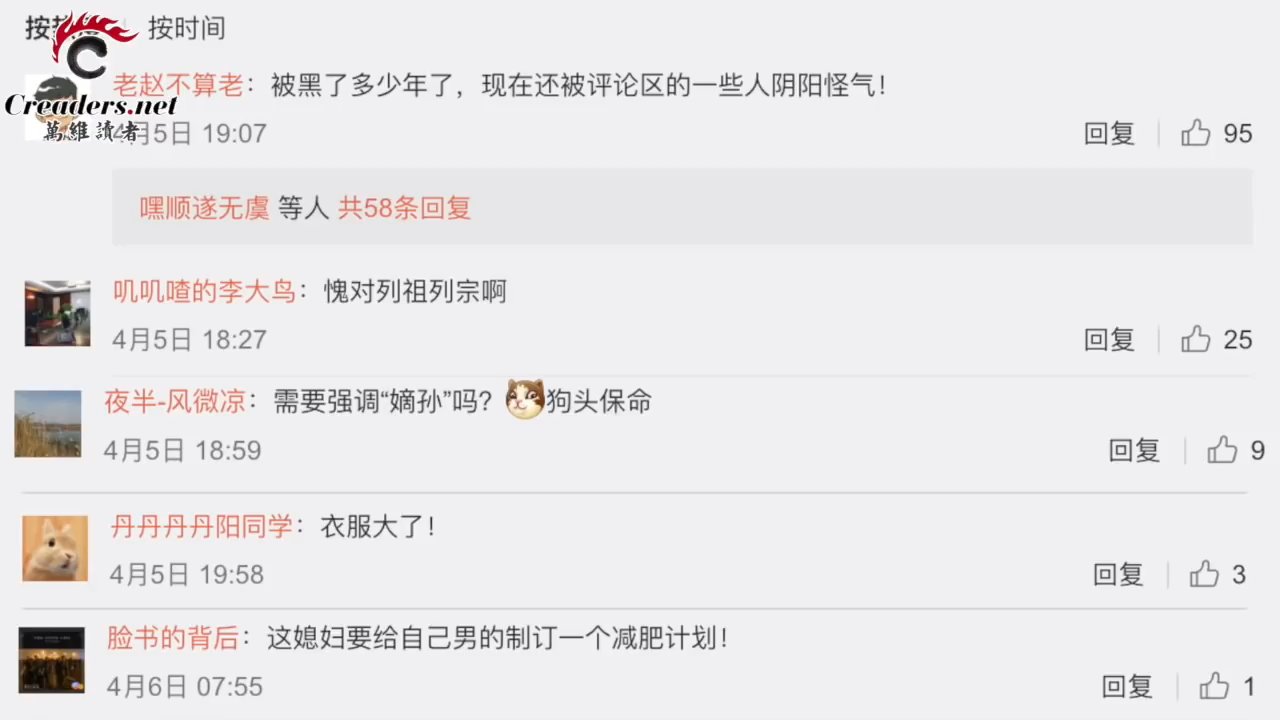 按 按时间
老赵不算老：被黑了多少年了，现在还被评论区的一些人阴阳怪气！
Creaders.net
萬維讀者
月5日 19:07 回复 95
嘿顺遂无虞 等人 共58条回复
叽叽喳的李大鸟：愧对列祖列宗啊
4月5日 18:27 回复 25
夜半-风微凉：需要强调“嫡孙”吗？狗头保命
4月5日 18:59 回复 9
丹丹丹丹阳同学：衣服大了！
4月5日 19:58 回复 3
脸书的背后：这媳妇要给自己男的制订一个减肥计划！
4月6日 07:55 回复 1